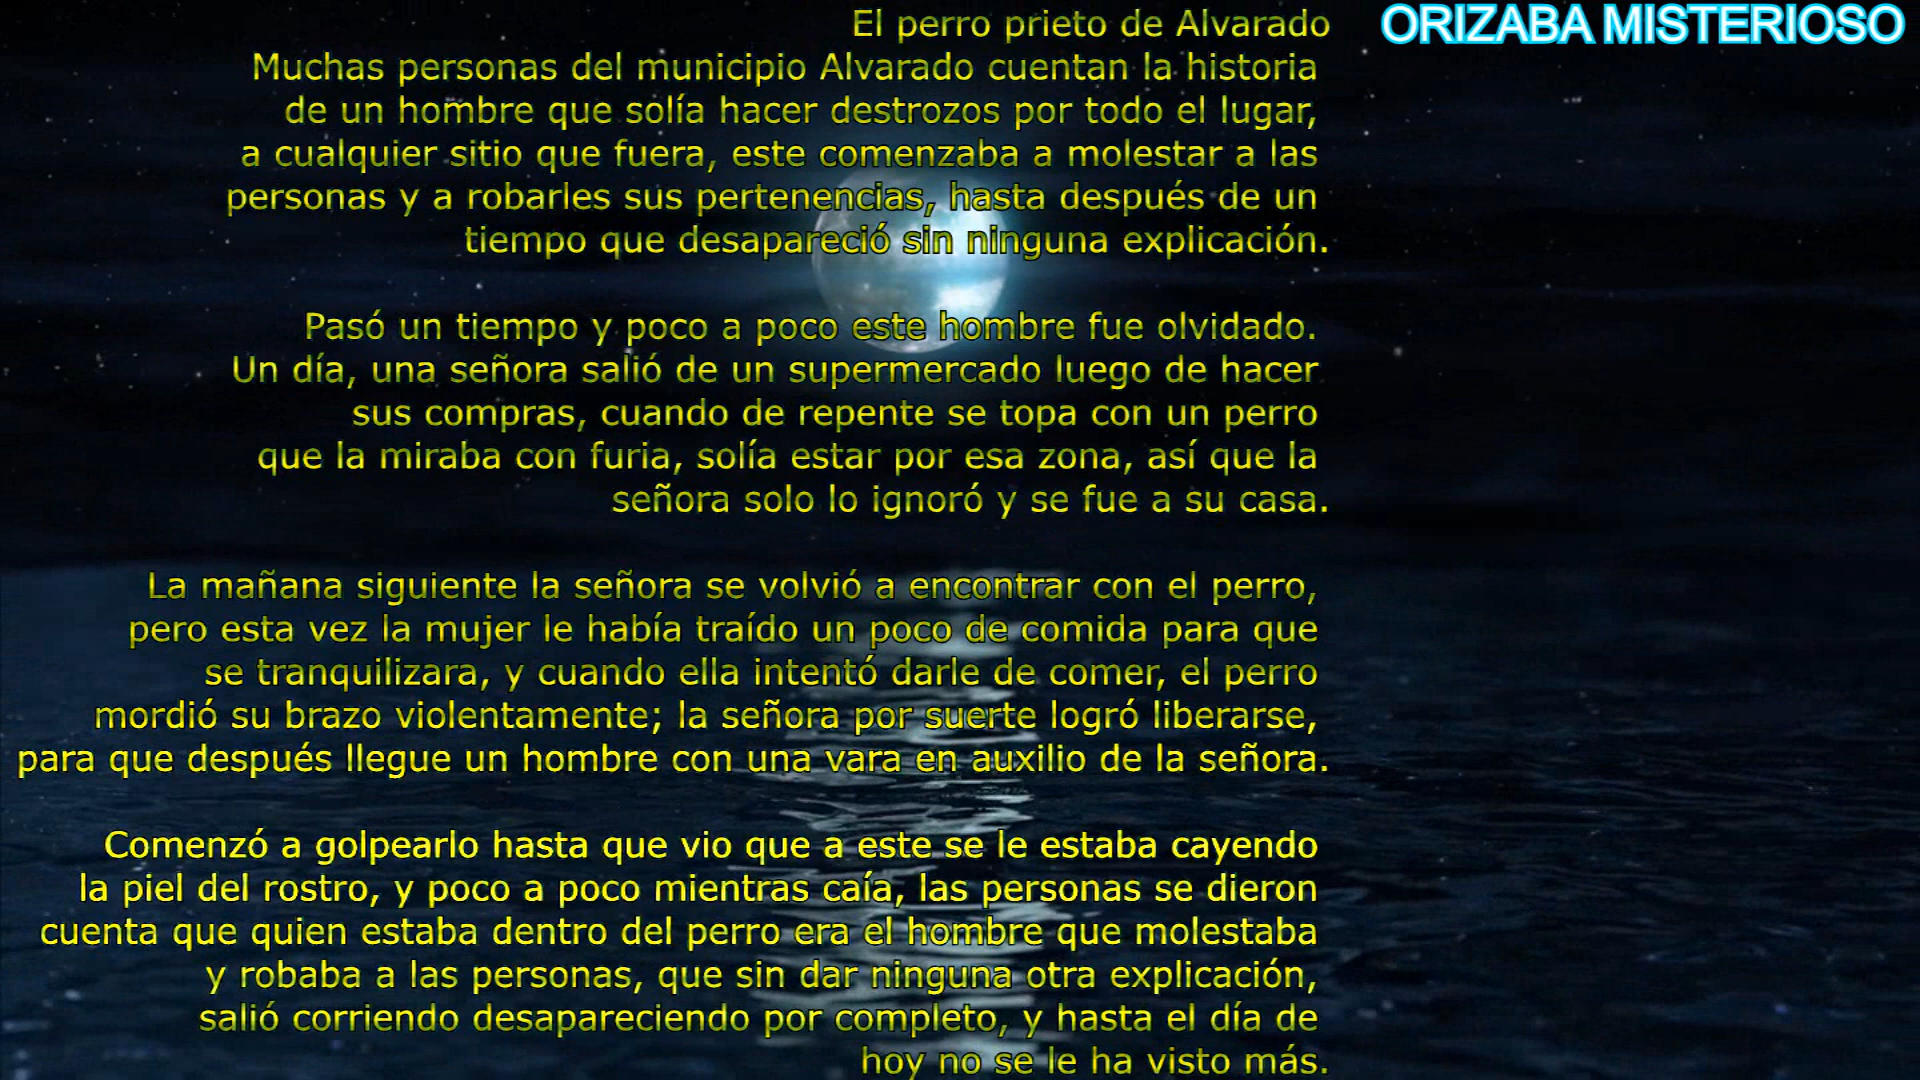 El perro prieto de Alvarado
ORIZABA MISTERIOSO
Muchas personas del municipio Alvarado cuentan la historia
de un hombre que solía hacer destrozos por todo el lugar,
a cualquier sitio que fuera, este comenzaba a molestar a las
personas y a robarles sus pertenencias, hasta después de un
tiempo que desapareció sin ninguna explicación.
Pasó un tiempo y poco a poco este hombre fue olvidado.
Un día, una señora salió de un supermercado luego de hacer
sus compras, cuando de repente se topa con un perro
que la miraba con furia, solía estar por esa zona, así que la
señora solo lo ignoró y se fue a su casa.
La mañana siguiente la señora se volvió a encontrar con el perro,
pero esta vez la mujer le había traído un poco de comida para que
se tranquilizara, y cuando ella intentó darle de comer, el perro
mordió su brazo violentamente; la señora por suerte logró liberarse,
para que después llegue un hombre con una vara en auxilio de la señora.
Comenzó a golpearlo hasta que vio que a este se le estaba cayendo
la piel del rostro, y poco a poco mientras caía, las personas se dieron
cuenta que quien estaba dentro del perro era el hombre que molestaba
y robaba a las personas, que sin dar ninguna otra explicación,
salió corriendo desapareciendo por completo, y hasta el día de
hoy no se le ha visto más.